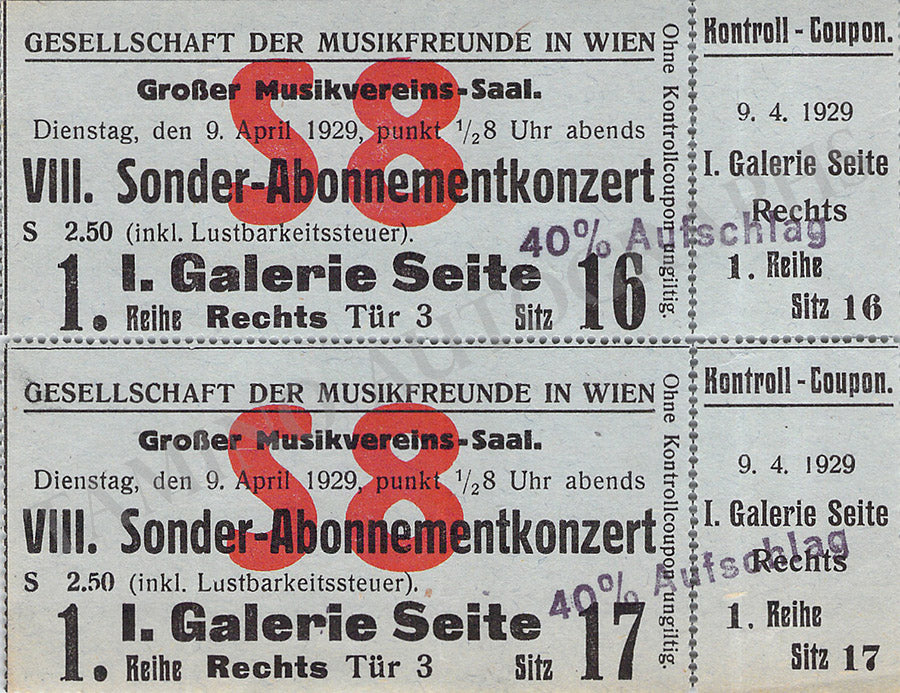 GESELLSCHAFT DER MUSIKFREUNDE IN WIEN
Großer Musikvereins-Saal.
Dienstag, den 9. April 1929, punkt ½8 Uhr abends
S8
VIII. Sonder-Abonnementkonzert
S 2.50 (inkl. Lustbarkeitssteuer).
40% Aufschlag
1. I. Galerie Seite 16
Reihe Rechts Tür 3 Sitz
Ohne Kontrollcoupon ungiltig.
Kontroll-Coupon.
9. 4. 1929
I. Galerie Seite
Rechts
1. Reihe
Sitz 16
GESELLSCHAFT DER MUSIKFREUNDE IN WIEN
Großer Musikvereins-Saal.
Dienstag, den 9. April 1929, punkt ½8 Uhr abends
S8
VIII. Sonder-Abonnementkonzert
S 2.50 (inkl. Lustbarkeitssteuer).
40% Aufschlag
1. I. Galerie Seite 17
Reihe Rechts Tür 3 Sitz
Ohne Kontrollcoupon ungiltig.
Kontroll-Coupon.
9. 4. 1929
I. Galerie Seite
Rechts
1. Reihe
Sitz 17
TAMINO AUTOGRAPHS